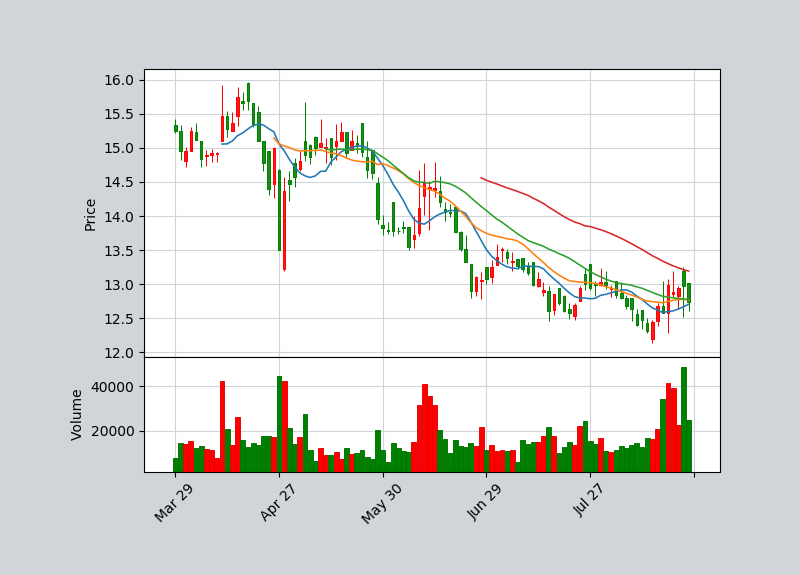 16.0
15.5
15.0
14.5
14.0
13.5
13.0
12.5
12.0
Price
40000
20000
Volume
Mar 29
Apr 27
May 30
Jun 29
Jul 27